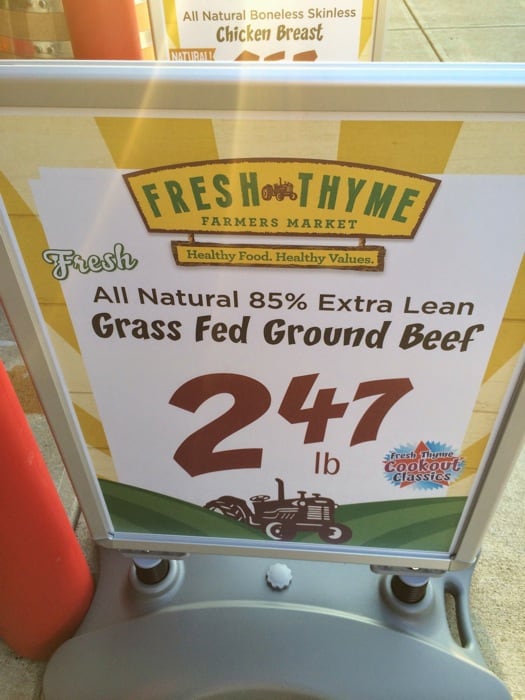 All Natural Boneless Skinless
Chicken Breast
NATURAL
FRESH THYME
FARMERS MARKET
Healthy Food. Healthy Values.
Fresh
All Natural 85% Extra Lean
Grass Fed Ground Beef
247
lb
Fresh Thyme
Cookout
Classics